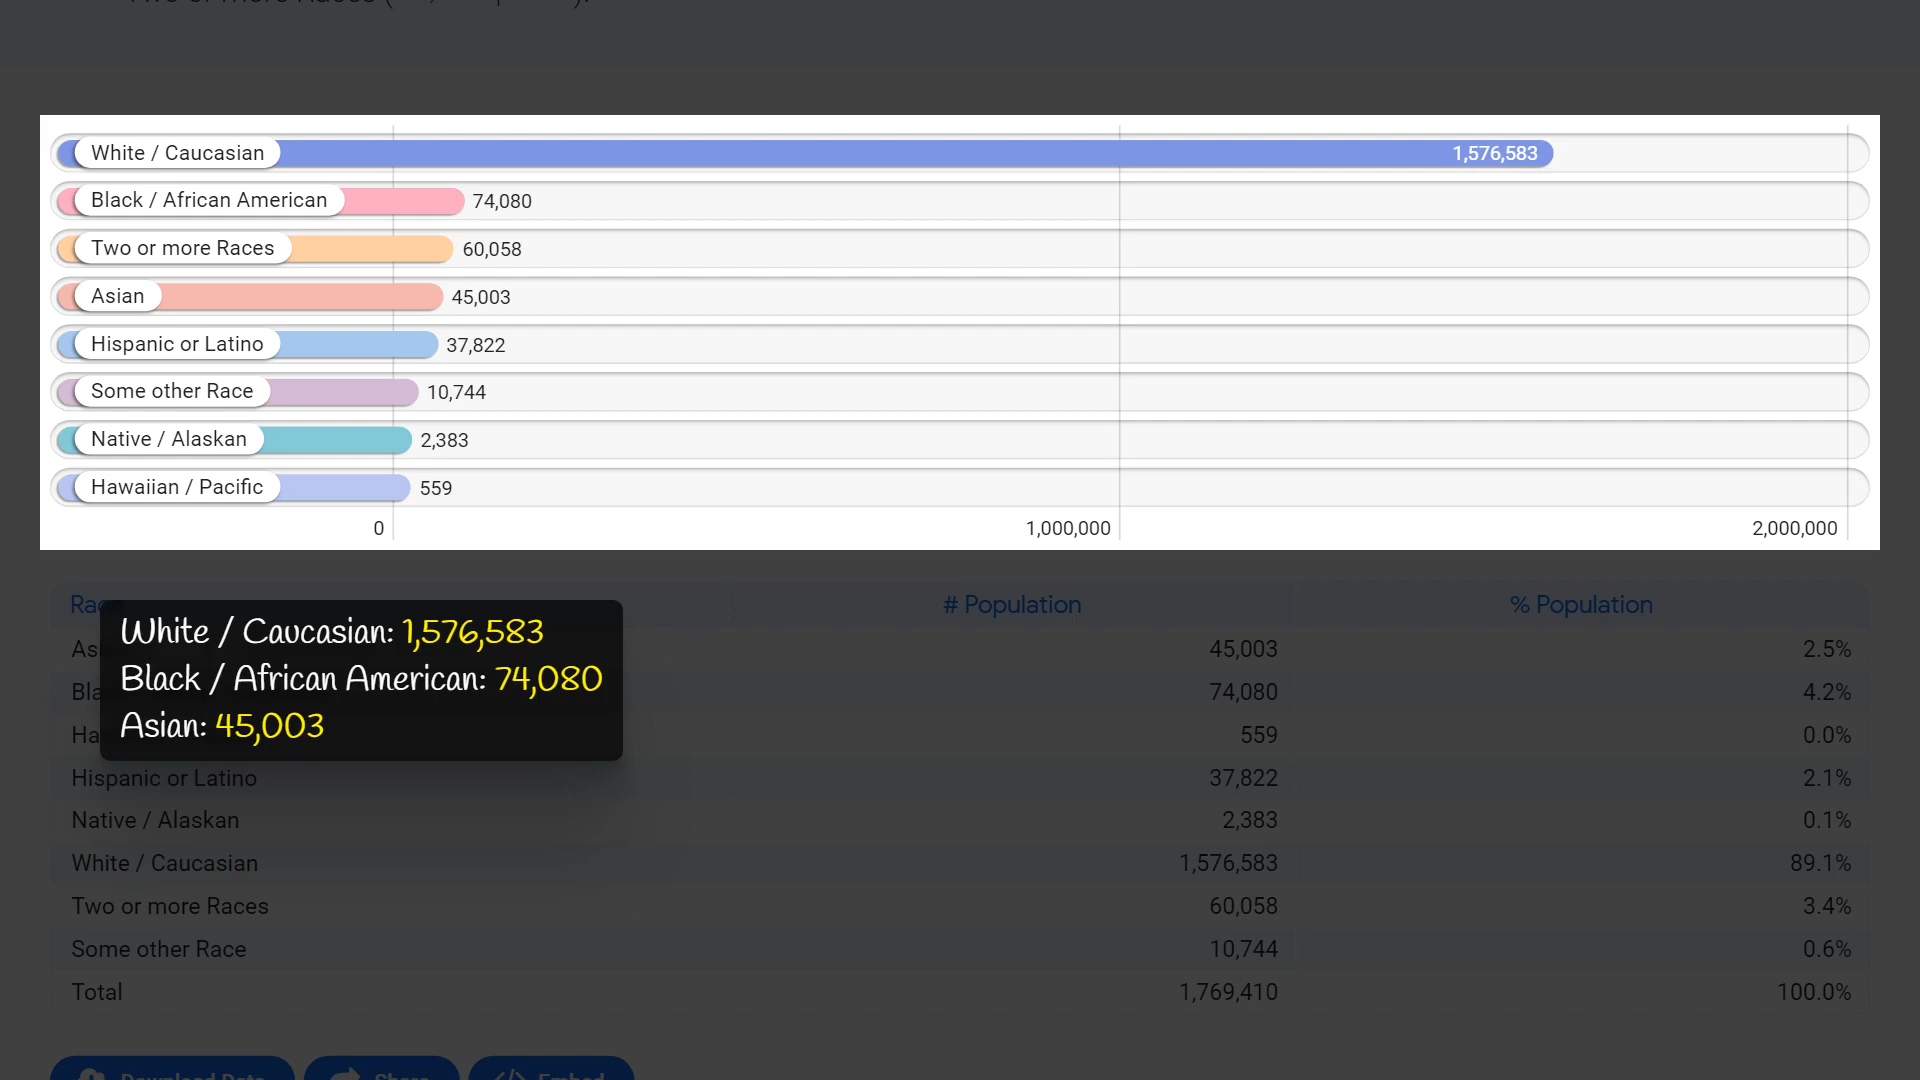 White / Caucasian 1,576,583
Black / African American 74,080
Two or more Races 60,058
Asian 45,003
Hispanic or Latino 37,822
Some other Race 10,744
Native / Alaskan 2,383
Hawaiian / Pacific 559
0 1,000,000 2,000,000
# Population % Population
White / Caucasian: 1,576,583
Black / African American: 74,080
Asian: 45,003
45,003 2.5%
74,080 4.2%
559 0.0%
Hispanic or Latino 37,822 2.1%
Native / Alaskan 2,383 0.1%
White / Caucasian 1,576,583 89.1%
Two or more Races 60,058 3.4%
Some other Race 10,744 0.6%
Total 1,769,410 100.0%
Download Data Share Embed